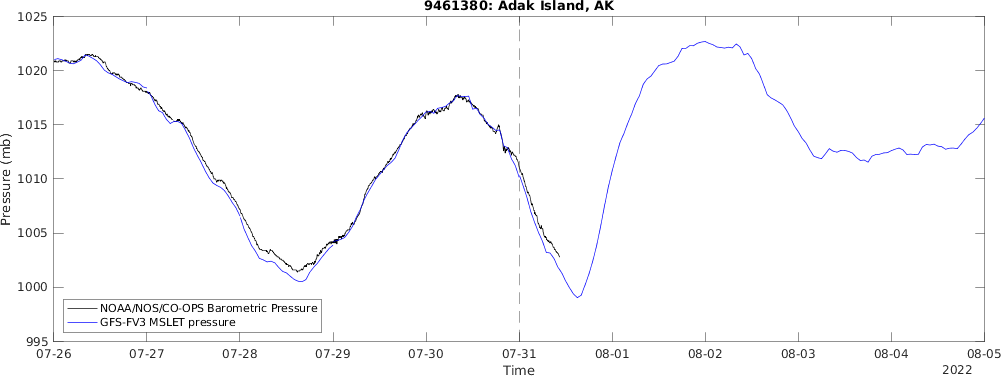 9461380: Adak Island, AK
Pressure (mb)
1025
1020
1015
1010
1005
1000
995
NOAA/NOS/CO-OPS Barometric Pressure
GFS-FV3 MSLET pressure
07-26 07-27 07-28 07-29 07-30 07-31 08-01 08-02 08-03 08-04 08-05
Time
2022